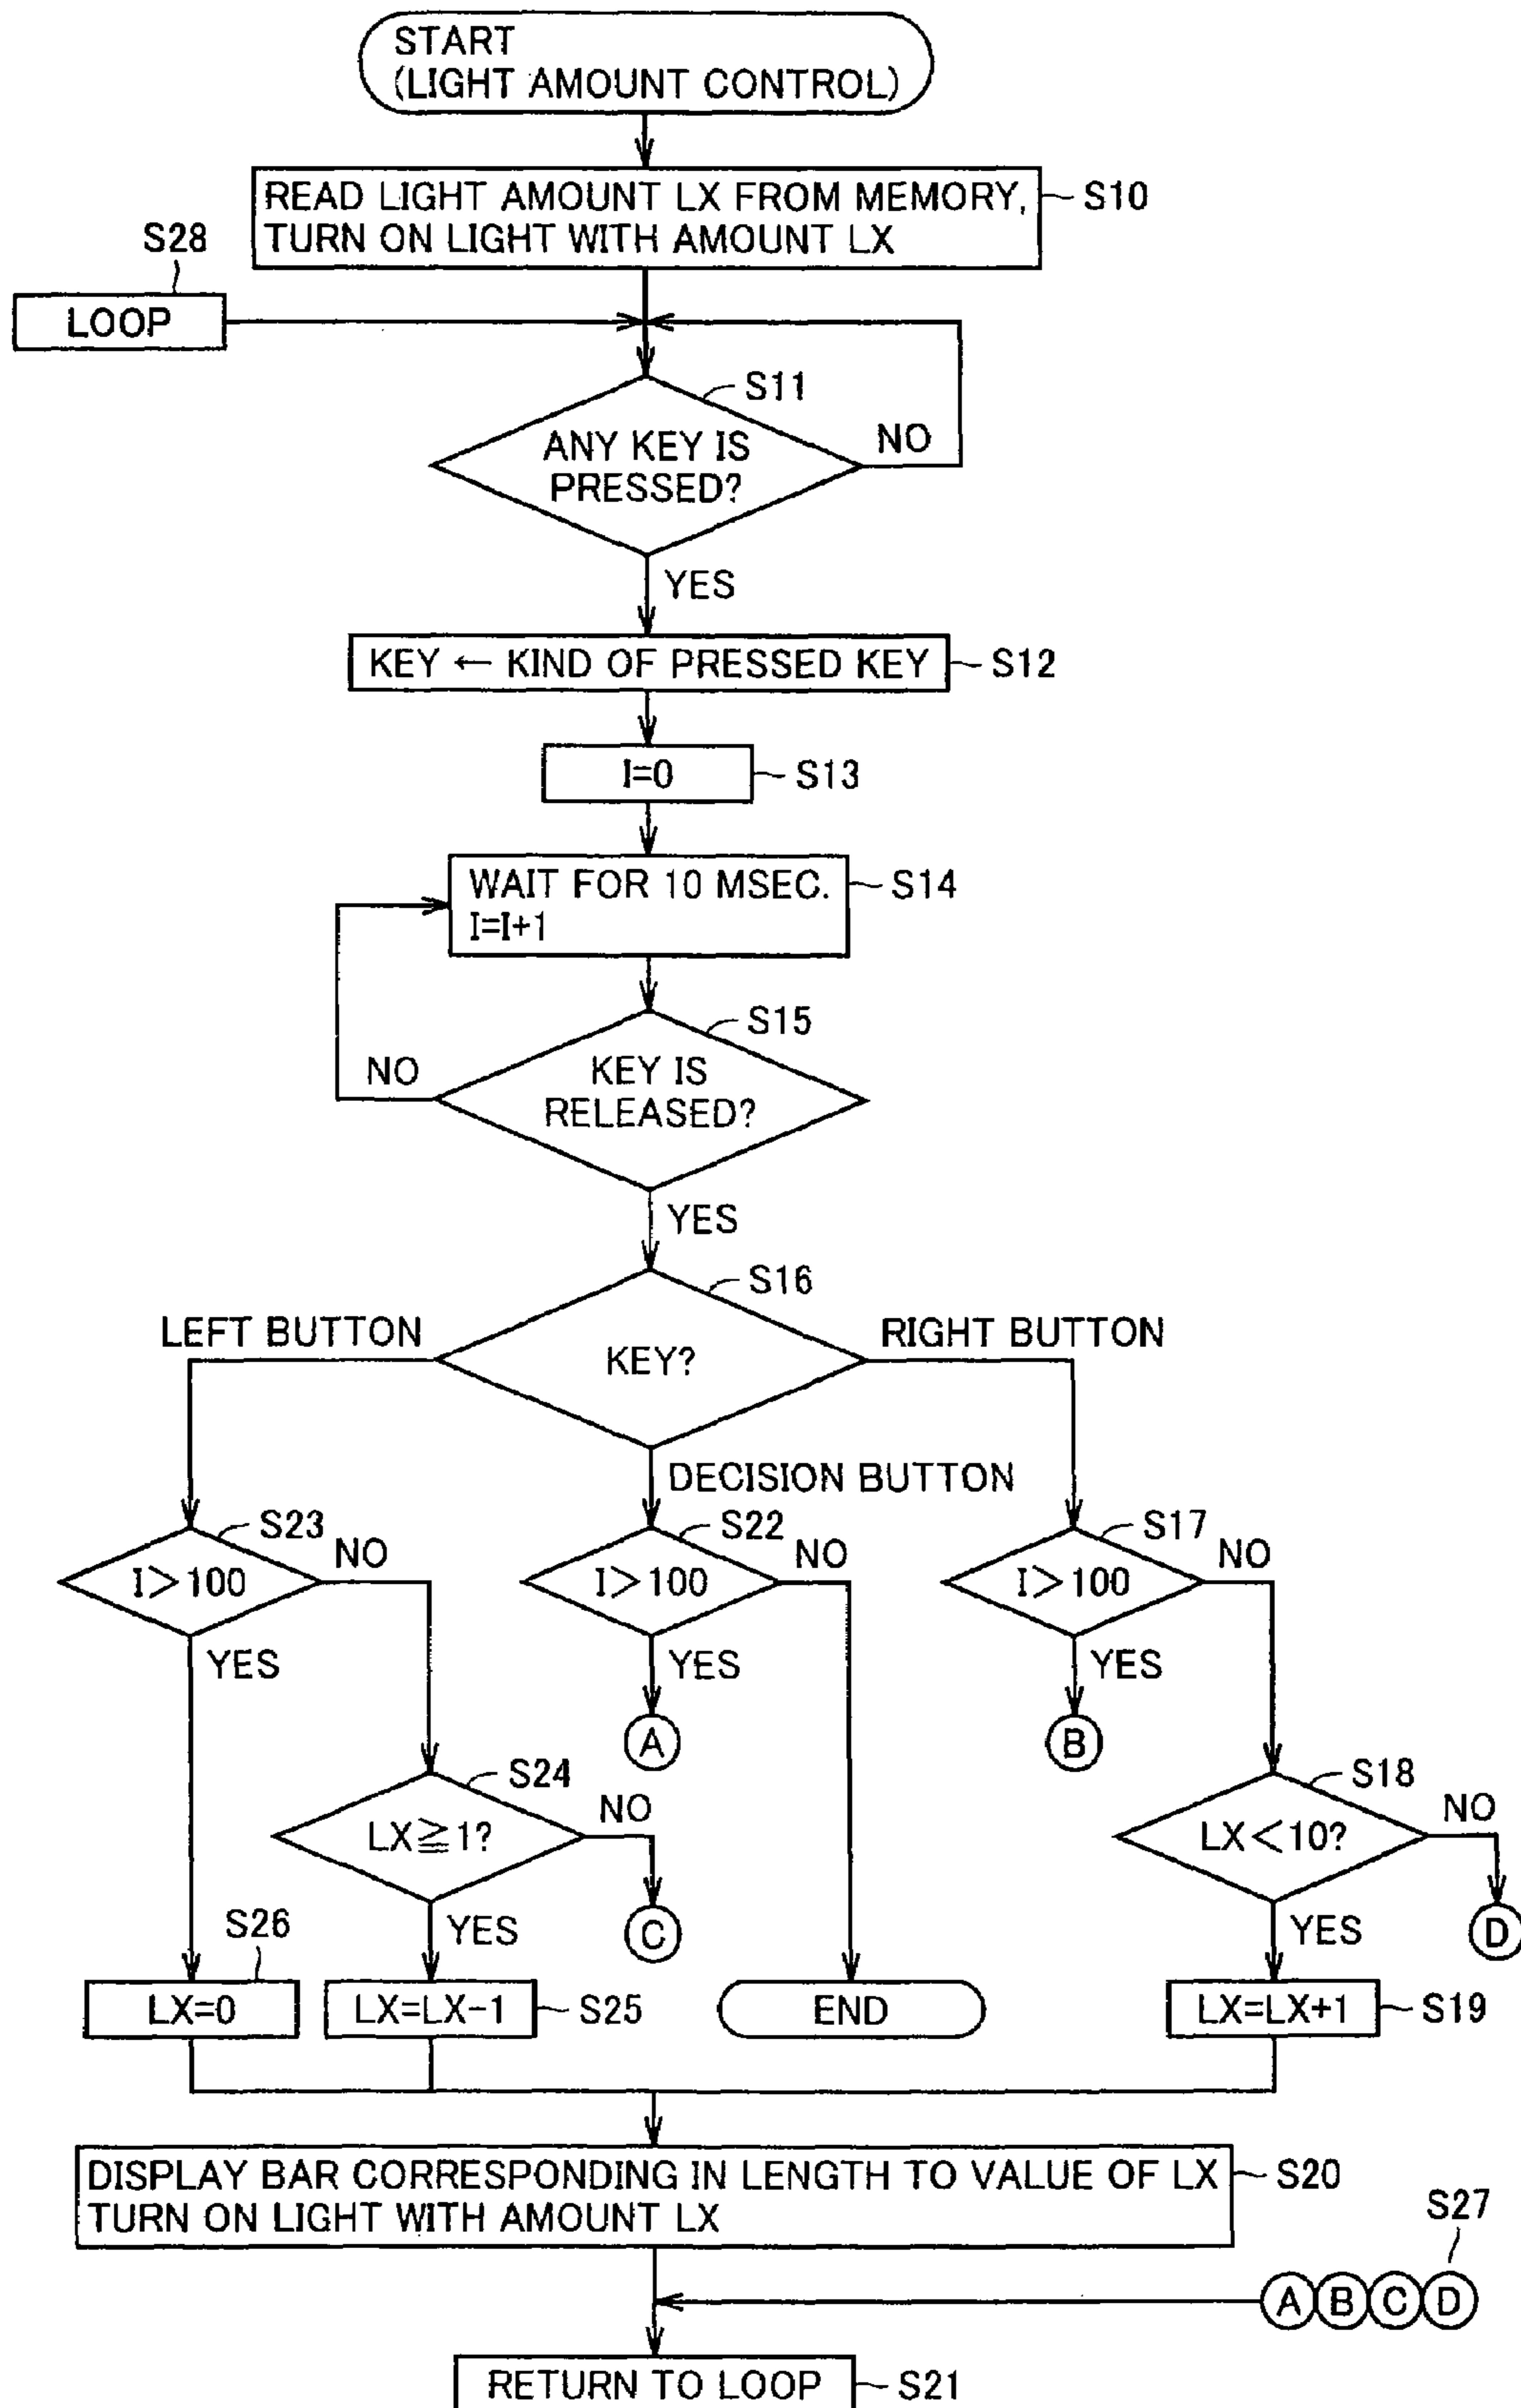 START
(LIGHT AMOUNT CONTROL)
READ LIGHT AMOUNT LX FROM MEMORY,
TURN ON LIGHT WITH AMOUNT LX
S10
S28
LOOP
S11
ANY KEY IS
PRESSED?
NO
YES
KEY ← KIND OF PRESSED KEY
S12
I=0
S13
WAIT FOR 10 MSEC.
I=I+1
S14
S15
KEY IS
RELEASED?
NO
YES
S16
LEFT BUTTON
KEY?
RIGHT BUTTON
DECISION BUTTON
S23
I>100
NO
YES
S22
I>100
NO
YES
A
S17
I>100
NO
YES
B
S24
LX≧1?
NO
YES
C
S18
LX<10?
NO
YES
D
S26
LX=0
LX=LX-1
S25
END
LX=LX+1
S19
DISPLAY BAR CORRESPONDING IN LENGTH TO VALUE OF LX
TURN ON LIGHT WITH AMOUNT LX
S20
S27
A B C D
RETURN TO LOOP
S21